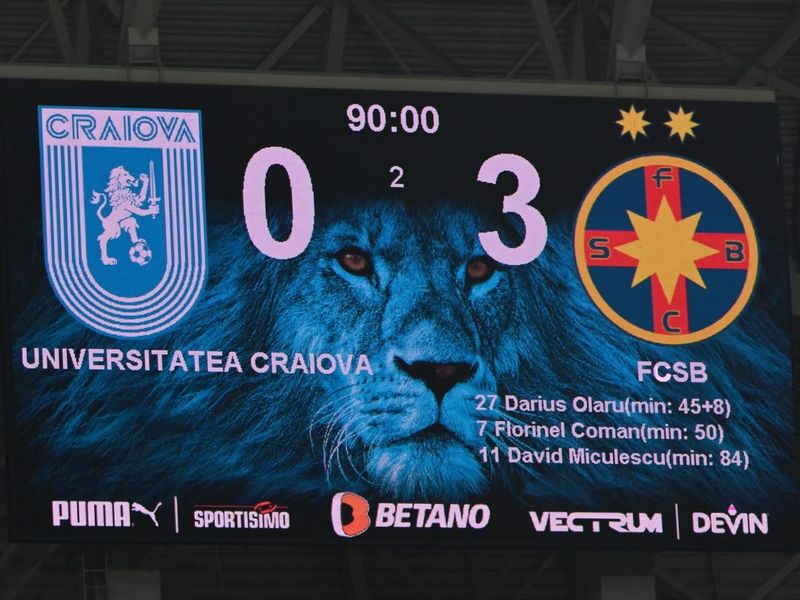 90:00
CRAIOVA
0 2 3
F
S B
C
UNIVERSITATEA CRAIOVA
FCSB
27 Darius Olaru(min: 45+8)
7 Florinel Coman(min: 50)
11 David Miculescu(min: 84)
PUMA SPORTISIMO BETANO VECTRUM DEVIN